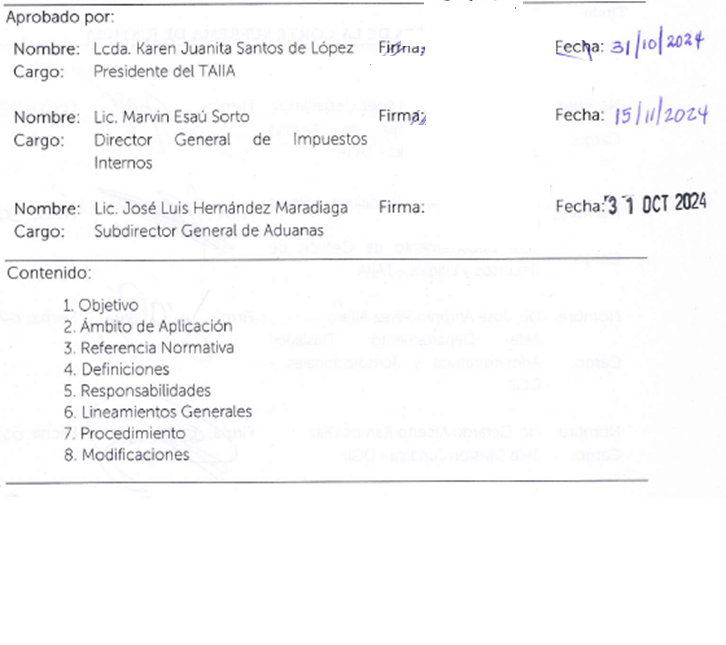 Aprobado por:
Nombre: Lcda. Karen Juanita Santos de López Firma: Fecha: 31/10/2024
Cargo: Presidente del TAIIA
Nombre: Lic. Marvin Esaú Sorto Firma: Fecha: 15/11/2024
Cargo: Director General de Impuestos
Internos
Nombre: Lic. José Luis Hernández Maradiaga Firma: Fecha: 31 OCT 2024
Cargo: Subdirector General de Aduanas
Contenido:
1. Objetivo
2. Ámbito de Aplicación
3. Referencia Normativa
4. Definiciones
5. Responsabilidades
6. Lineamientos Generales
7. Procedimiento
8. Modificaciones